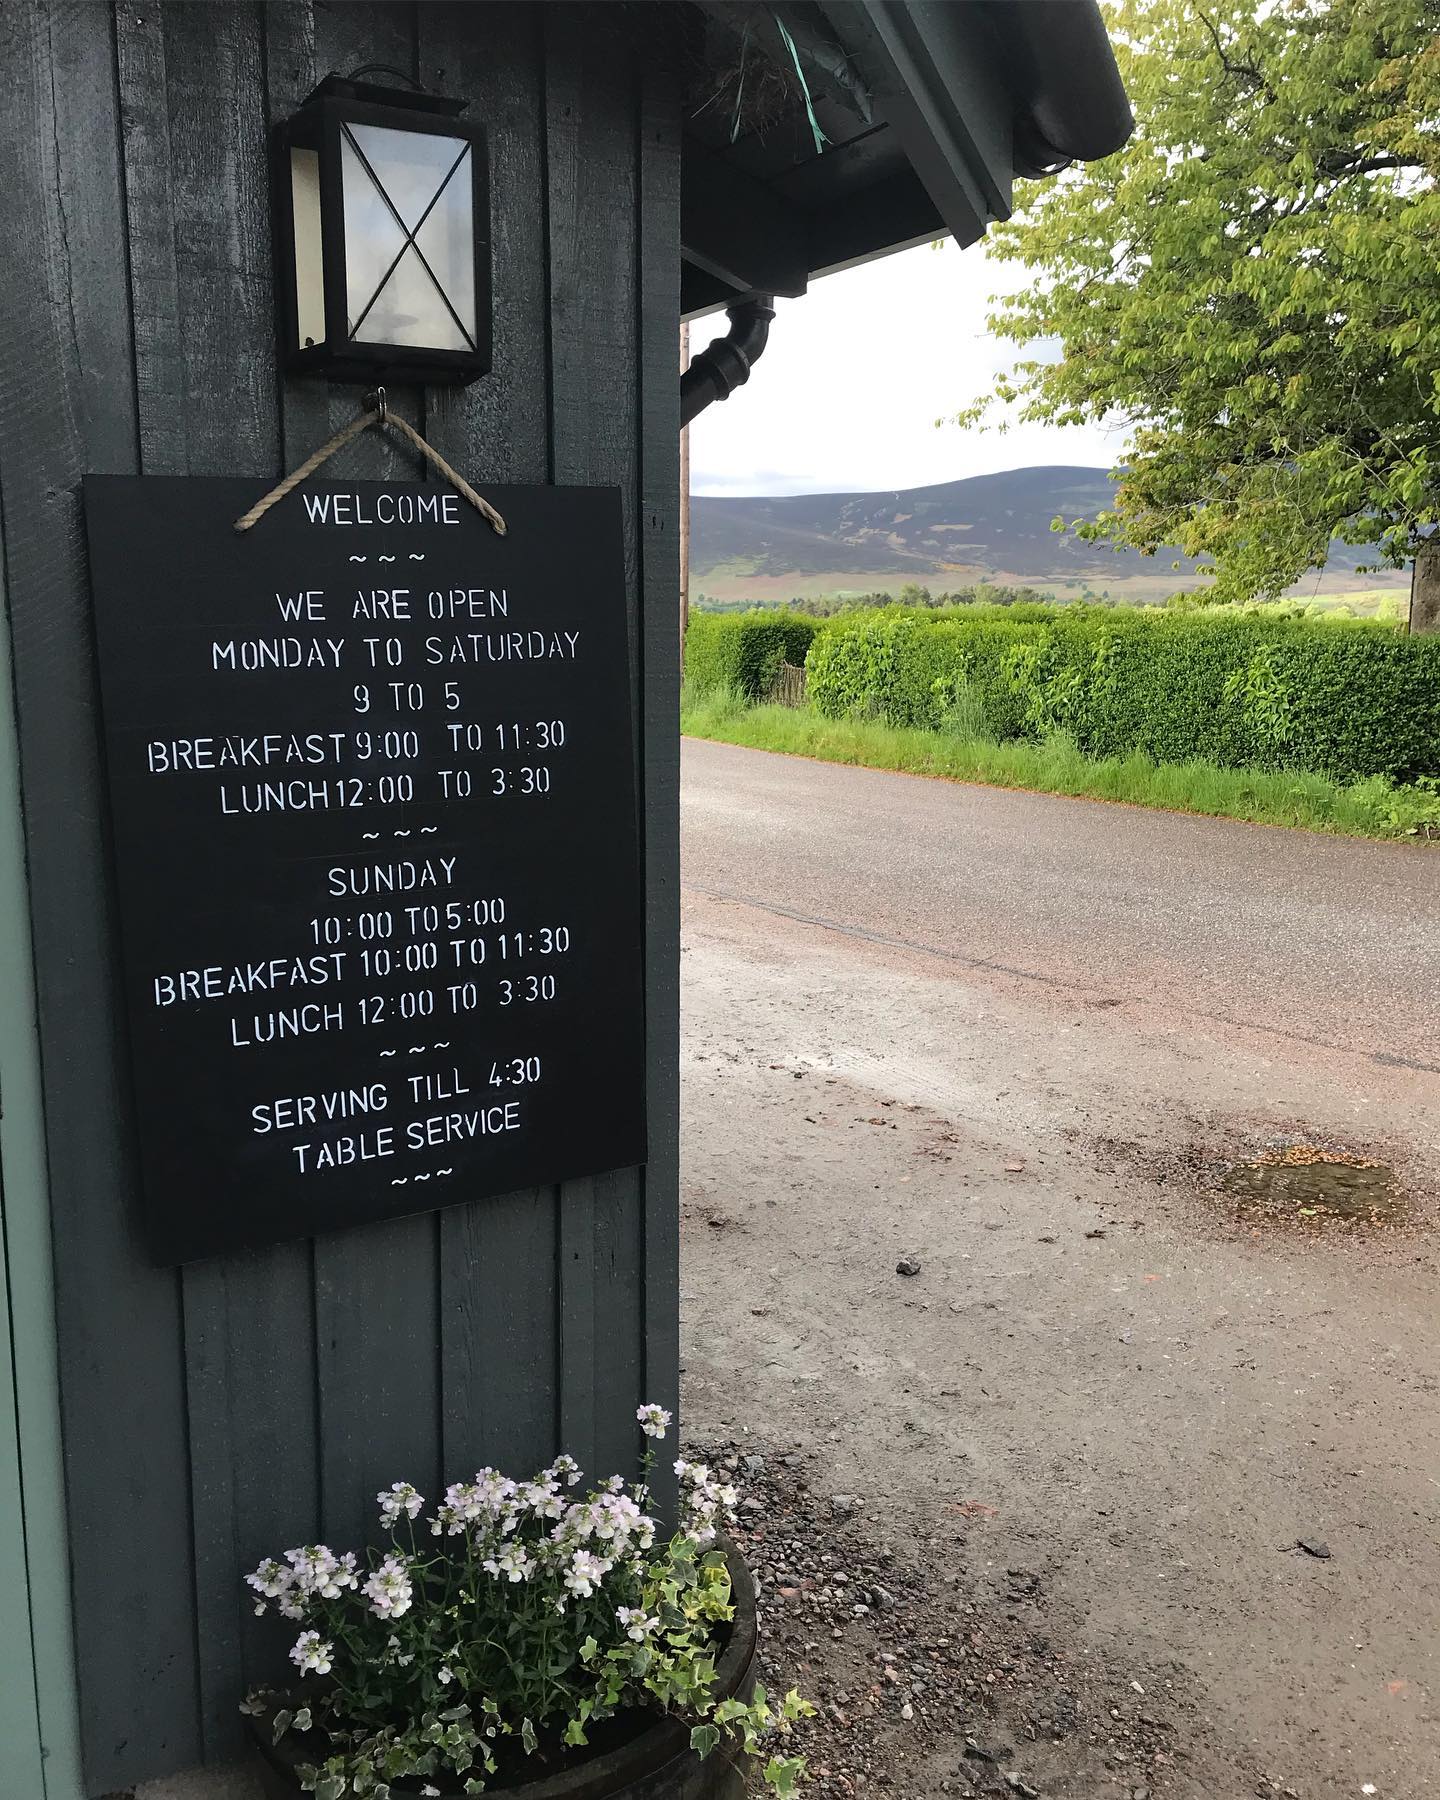 WELCOME
~ ~ ~
WE ARE OPEN
MONDAY TO SATURDAY
9 TO 5
BREAKFAST 9:00 TO 11:30
LUNCH 12:00 TO 3:30
~ ~ ~
SUNDAY
10:00 TO 5:00
BREAKFAST 10:00 TO 11:30
LUNCH 12:00 TO 3:30
~ ~ ~
SERVING TILL 4:30
TABLE SERVICE
~ ~ ~